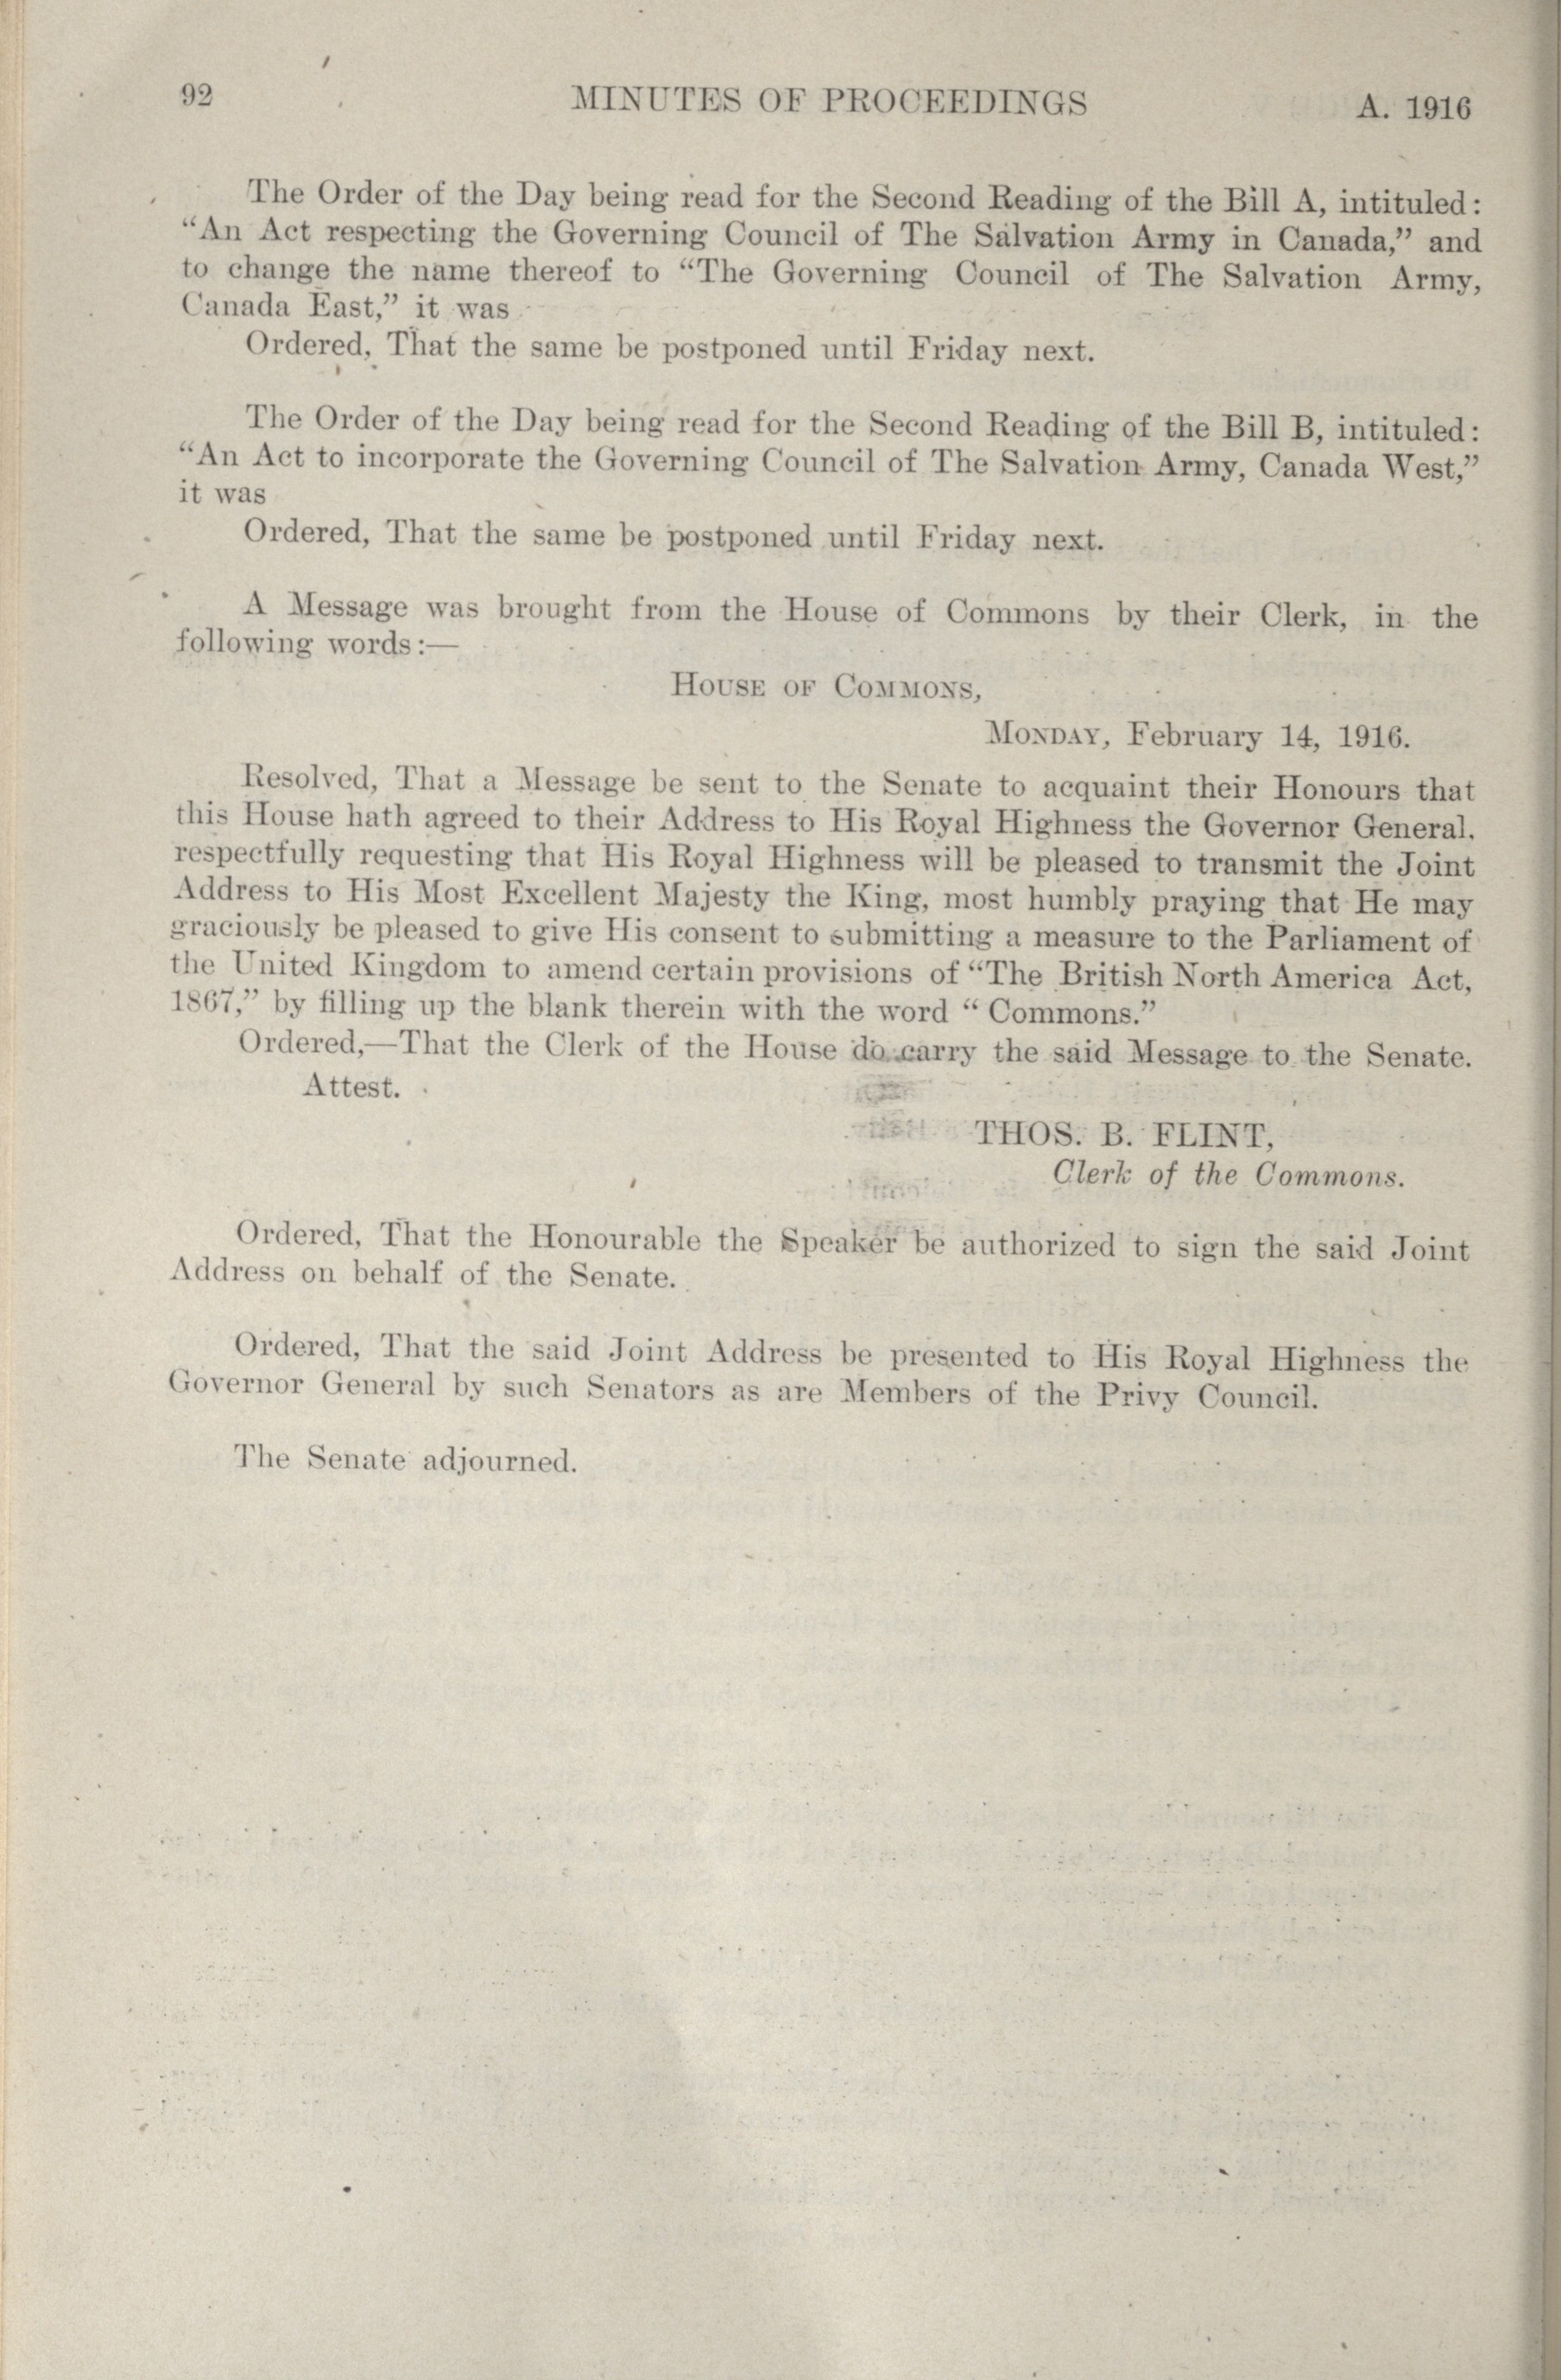 92 MINUTES OF PROCEEDINGS A. 1916
The Order of the Day being read for the Second Reading of the Bill A, intituled:
“An Act respecting the Governing Council of The Salvation Army in Canada,” and
to change the name thereof to “The Governing Council of The Salvation Army,
Canada East,” it was
Ordered, That the same be postponed until Friday next.
The Order of the Day being read for the Second Reading of the Bill B, intituled:
“An Act to incorporate the Governing Council of The Salvation Army, Canada West,”
it was
Ordered, That the same be postponed until Friday next.
A Message was brought from the House of Commons by their Clerk, in the
following words:—
HOUSE OF COMMONS,
MONDAY, February 14, 1916.
Resolved, That a Message be sent to the Senate to acquaint their Honours that
this House hath agreed to their Address to His Royal Highness the Governor General,
respectfully requesting that His Royal Highness will be pleased to transmit the Joint
Address to His Most Excellent Majesty the King, most humbly praying that He may
graciously be pleased to give His consent to submitting a measure to the Parliament of
the United Kingdom to amend certain provisions of “The British North America Act,
1867,” by filling up the blank therein with the word “ Commons.”
Ordered,—That the Clerk of the House do carry the said Message to the Senate.
Attest.
THOS. B. FLINT,
Clerk of the Commons.
Ordered, That the Honourable the Speaker be authorized to sign the said Joint
Address on behalf of the Senate.
Ordered, That the said Joint Address be presented to His Royal Highness the
Governor General by such Senators as are Members of the Privy Council.
The Senate adjourned.